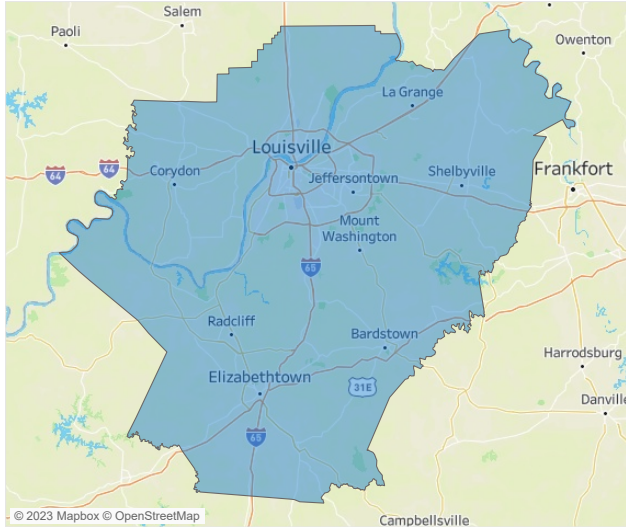 Salem
Paoli
Owenton
La Grange
Louisville
64
64
Corydon
Jeffersontown
Shelbyville
Frankfort
Mount
Washington
65
Radcliff
Bardstown
Harrodsburg
Elizabethtown
31E
Danville
65
© 2023 Mapbox © OpenStreetMap
Campbellsville